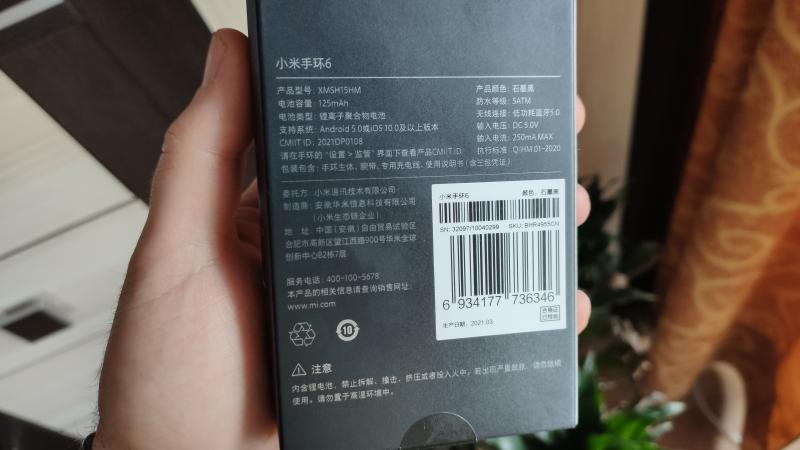 小米手环6
产品型号：XMSH15HM
产品颜色：石墨黑
电池容量：125mAh
防水等级：5ATM
电池类型：锂离子聚合物电池
无线连接：低功耗蓝牙5.0
支持系统：Android 5.0或iOS 10.0及以上版本
输入电压：DC 5.0V
CMIIT ID：2021DP0108
输入电流：250mA MAX
请在手环的“设置 > 监管”界面下查看产品CMIIT ID
执行标准：Q/HM 01-2020
包装包含：手环主体、腕带、专用充电线、使用说明书（含三包凭证）
委托方：小米通讯技术有限公司
制造商：安徽华米信息科技有限公司
（小米生态链企业）
地 址：中国（安徽）自由贸易试验区
合肥市高新区望江西路900号华米全球
创新中心B2栋7层
服务电话：400-100-5678
本产品的相关信息请查询销售网址：
www.mi.com
小米手环6
颜色：石墨黑
SN: 32097/10040299 SKU: BHR4955CN
6 934177 736346
生产日期：2021.03
合格证
已检验
10
注意
内含锂电池，禁止拆解、撞击、挤压或者投入火中。若出现严重鼓胀，请勿继续
使用。请勿置于高温环境中。